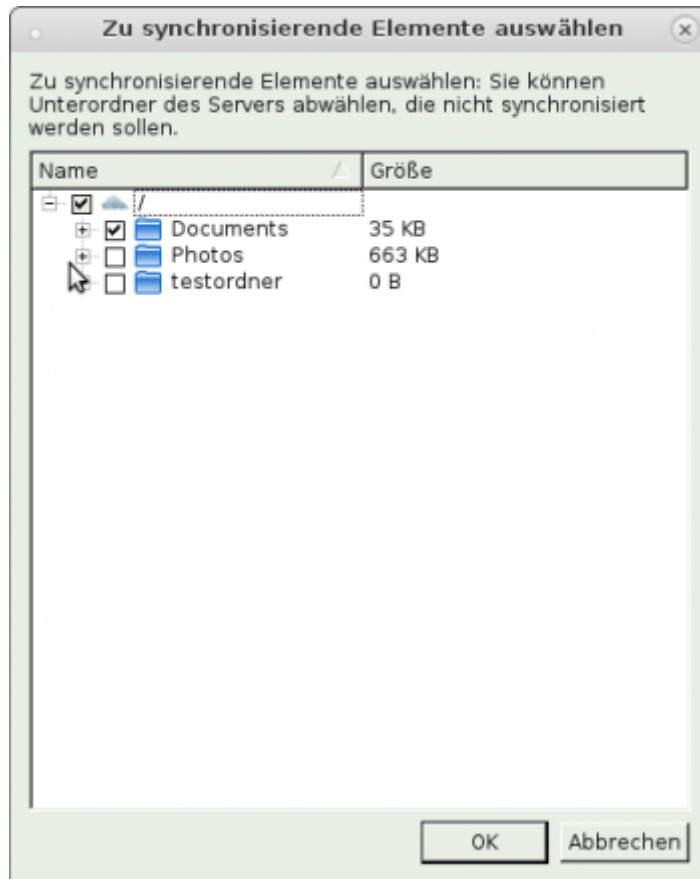 Zu synchronisierende Elemente auswählen
Zu synchronisierende Elemente auswählen: Sie können
Unterordner des Servers abwählen, die nicht synchronisiert
werden sollen.
Name Größe
/
Documents 35 KB
Photos 663 KB
testordner 0 B
OK Abbrechen